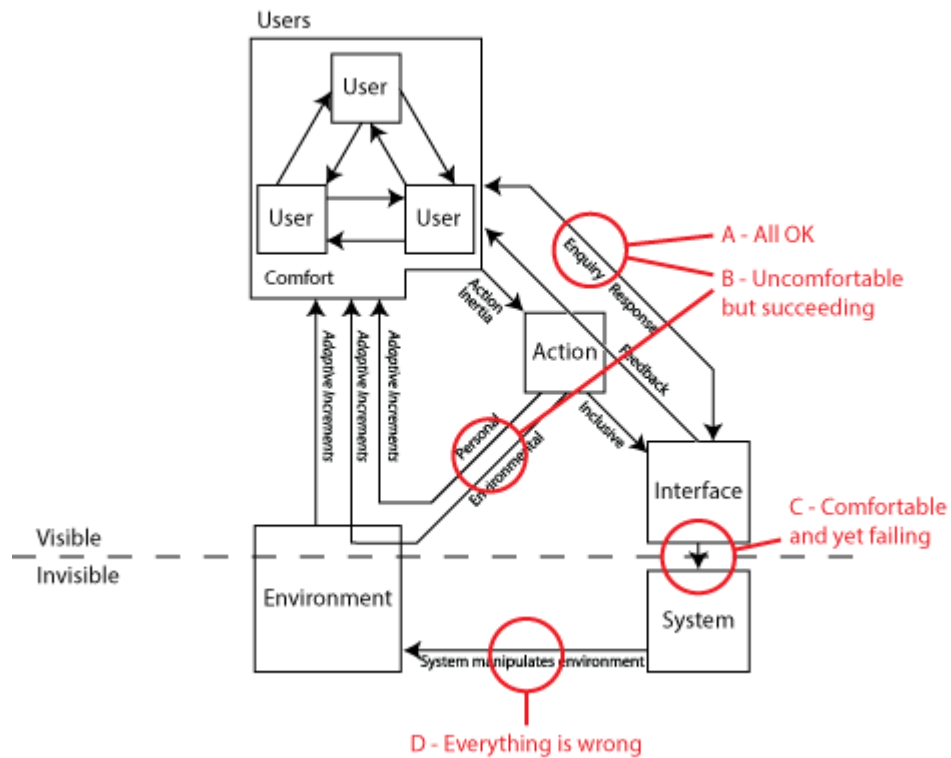 Users
User
User
User
Comfort
Action
Inertia
Enquiry
Response
Feedback
A - All OK
B - Uncomfortable
but succeeding
Adaptive Increments
Adaptive Increments
Adaptive Increments
Action
Personal
Environmental
Inclusive
Interface
C - Comfortable
and yet failing
Visible
Invisible
Environment
System
System manipulates environment
D - Everything is wrong